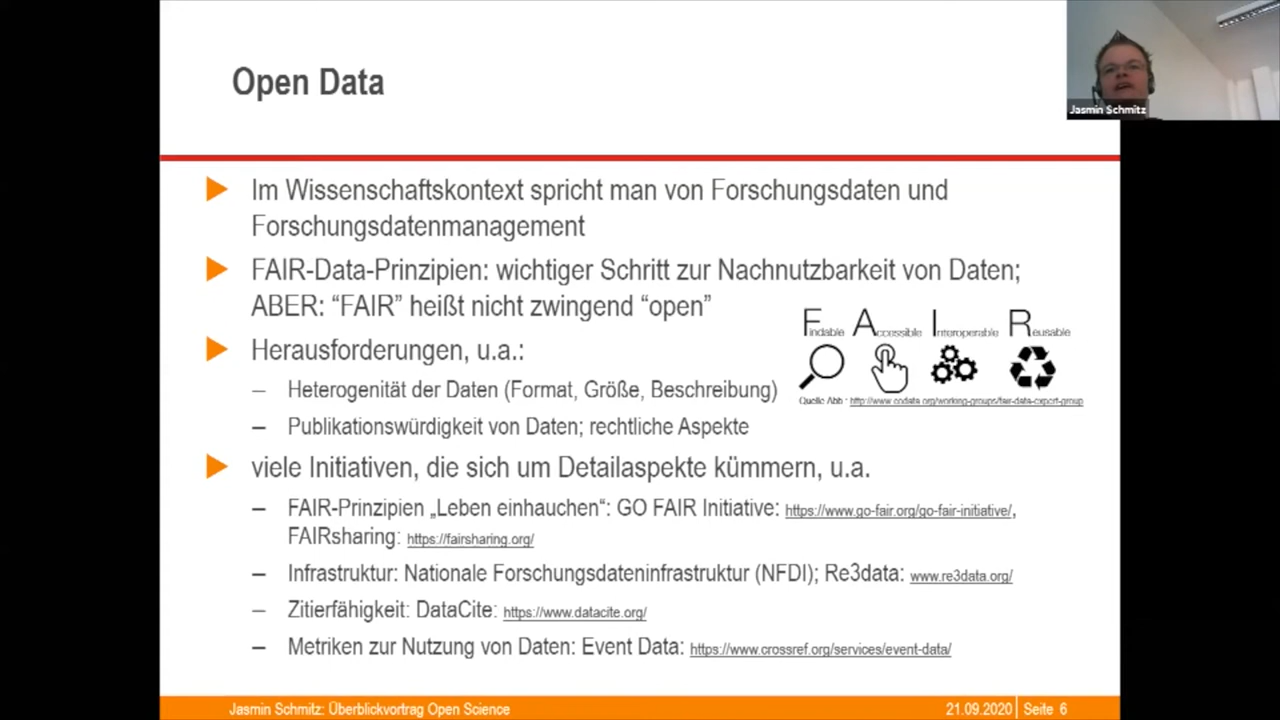 Open Data
Jasmin Schmitz
Im Wissenschaftskontext spricht man von Forschungsdaten und
Forschungsdatenmanagement
FAIR-Data-Prinzipien: wichtiger Schritt zur Nachnutzbarkeit von Daten;
ABER: “FAIR” heißt nicht zwingend “open”
Findable Accessible Interoperable Reusable
Herausforderungen, u.a.:
– Heterogenität der Daten (Format, Größe, Beschreibung)
Quelle Abb.: http://www.codata.org/working-groups/fair-data-expert-group
– Publikationswürdigkeit von Daten; rechtliche Aspekte
viele Initiativen, die sich um Detailaspekte kümmern, u.a.
– FAIR-Prinzipien „Leben einhauchen“: GO FAIR Initiative: https://www.go-fair.org/go-fair-initiative/,
FAIRsharing: https://fairsharing.org/
– Infrastruktur: Nationale Forschungsdateninfrastruktur (NFDI); Re3data: www.re3data.org/
– Zitierfähigkeit: DataCite: https://www.datacite.org/
– Metriken zur Nutzung von Daten: Event Data: https://www.crossref.org/services/event-data/
Jasmin Schmitz: Überblickvortrag Open Science 21.09.2020 Seite 6